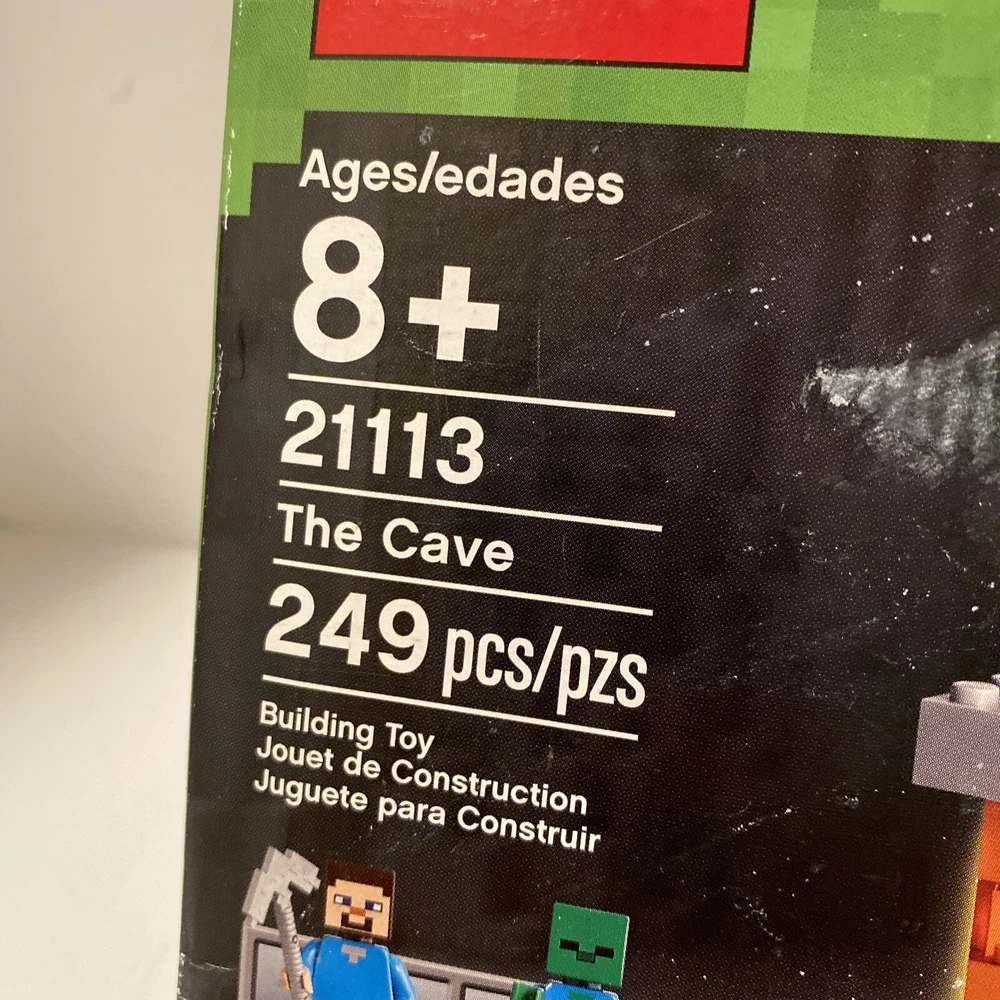 Ages/edades
8+
21113
The Cave
249 pcs/pzs
Building Toy
Jouet de Construction
Juguete para Construir